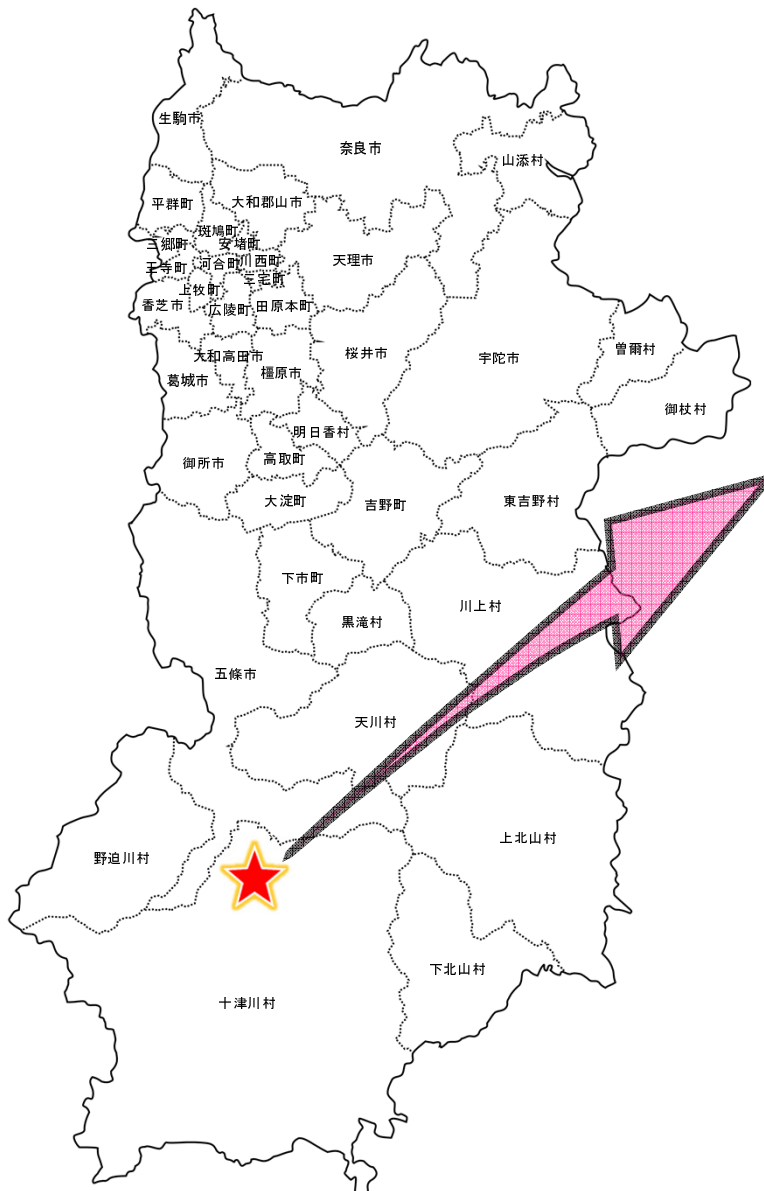 生駒市
奈良市
山添村
平群町
大和郡山市
斑鳩町
三郷町
安堵町
王寺町
河合町
川西町
天理市
三宅町
上牧町
香芝市
広陵町
田原本町
大和高田市
桜井市
宇陀市
曽爾村
葛城市
橿原市
御杖村
明日香村
御所市
高取町
大淀町
吉野町
東吉野村
下市町
黒滝村
川上村
五條市
天川村
上北山村
野迫川村
下北山村
十津川村